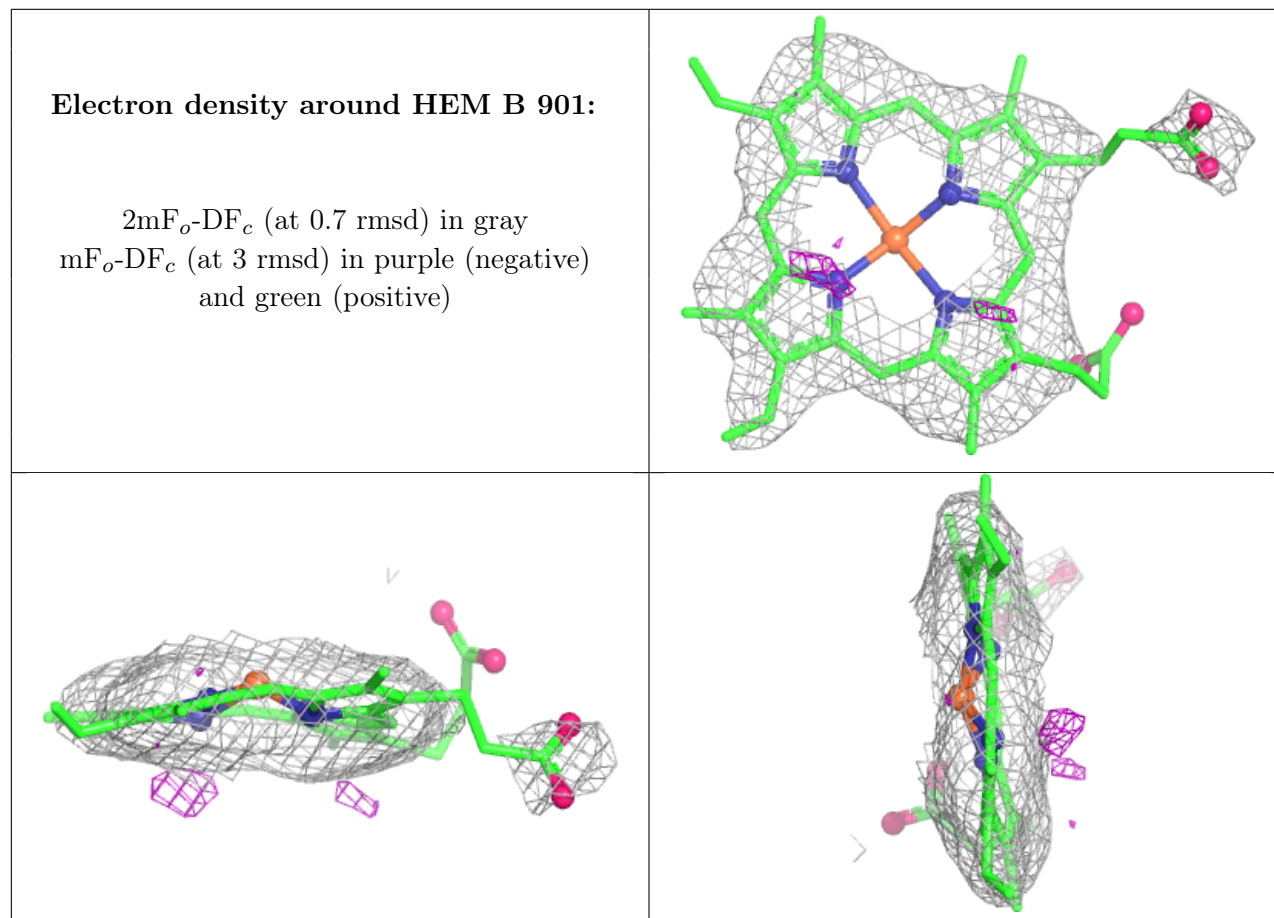 Electron density around HEM B 901:
2mFo-DFc (at 0.7 rmsd) in gray
mFo-DFc (at 3 rmsd) in purple (negative)
and green (positive)